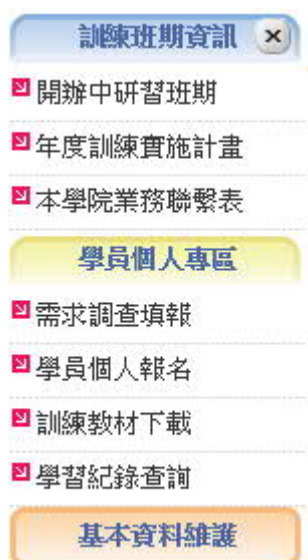 訓練班期資訊
開辦中研習班期
年度訓練實施計畫
本學院業務聯繫表
學員個人專區
需求調查填報
學員個人報名
訓練教材下載
學習紀錄查詢
基本資料維護